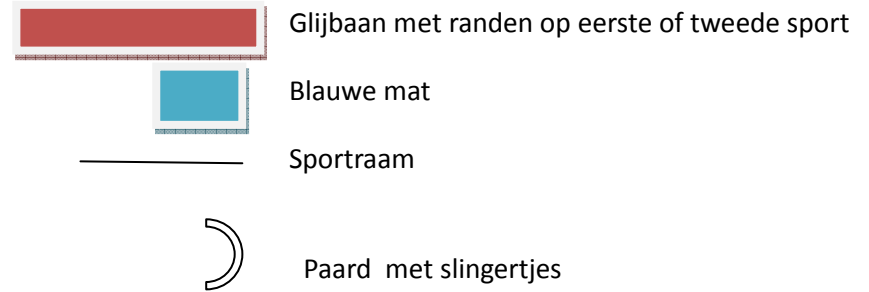 Glijbaan met randen op eerste of tweede sport
Blauwe mat
Sportraam
Paard  met slingertjes